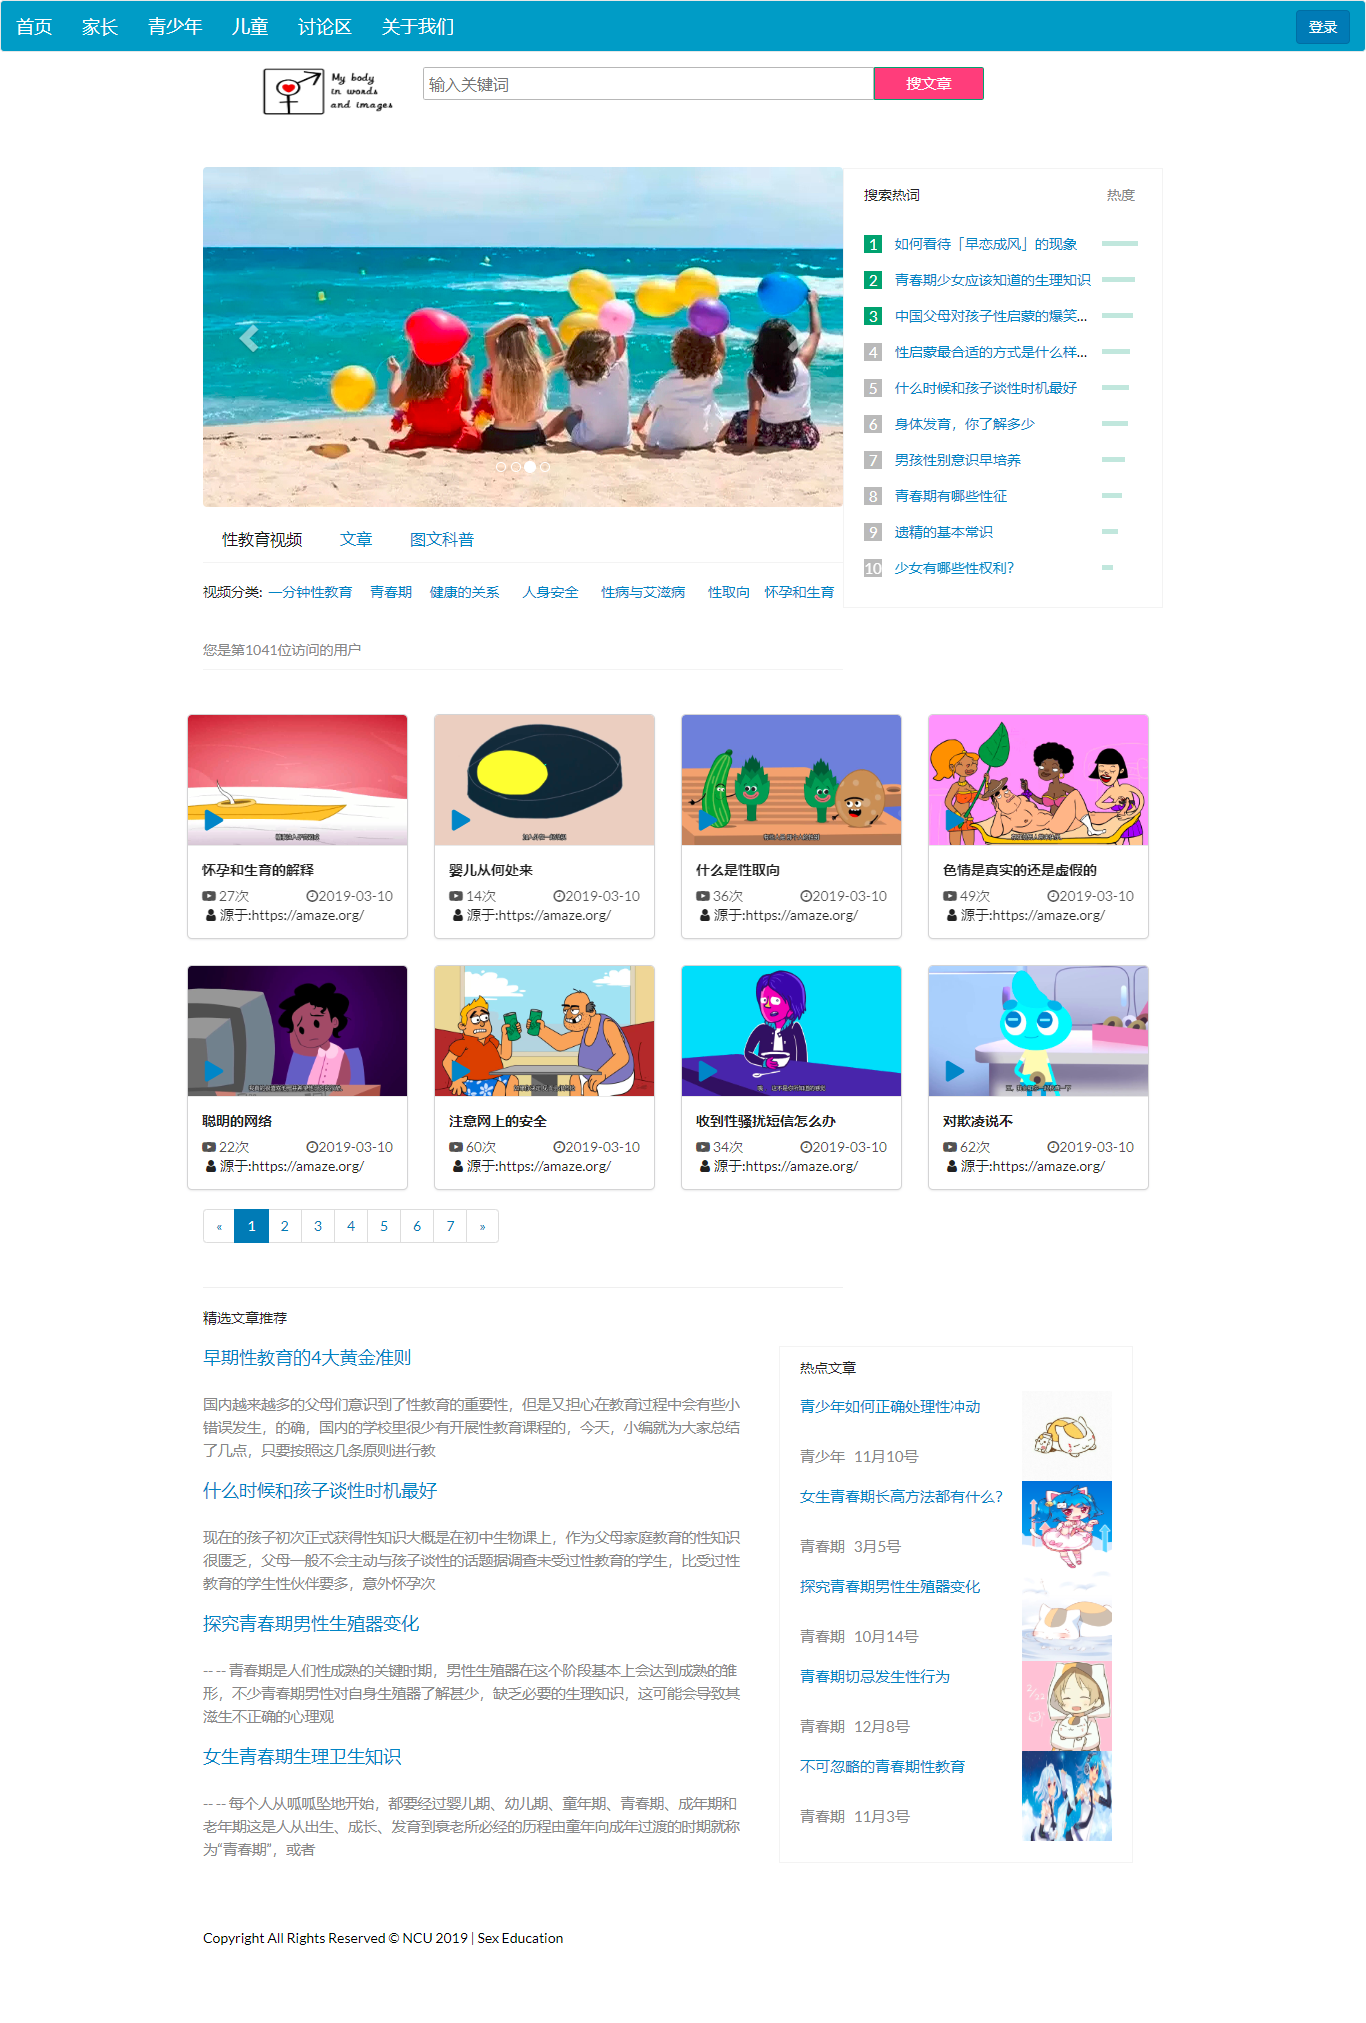 首页 家长 青少年 儿童 讨论区 关于我们 登录
My body
in words
and images
输入关键词 搜文章
搜索热词 热度
1 如何看待「早恋成风」的现象
2 青春期少女应该知道的生理知识
3 中国父母对孩子性启蒙的爆笑...
4 性启蒙最合适的方式是什么样...
5 什么时候和孩子谈性时机最好
6 身体发育，你了解多少
7 男孩性别意识早培养
8 青春期有哪些性征
9 遗精的基本常识
10 少女有哪些性权利？
性教育视频 文章 图文科普
视频分类: 一分钟性教育 青春期 健康的关系 人身安全 性病与艾滋病 性取向 怀孕和生育
您是第1041位访问的用户
怀孕和生育的解释
27次 2019-03-10
源于:https://amaze.org/
婴儿从何处来
14次 2019-03-10
源于:https://amaze.org/
什么是性取向
36次 2019-03-10
源于:https://amaze.org/
色情是真实的还是虚假的
49次 2019-03-10
源于:https://amaze.org/
聪明的网络
22次 2019-03-10
源于:https://amaze.org/
注意网上的安全
60次 2019-03-10
源于:https://amaze.org/
收到性骚扰短信怎么办
34次 2019-03-10
源于:https://amaze.org/
对欺凌说不
62次 2019-03-10
源于:https://amaze.org/
« 1 2 3 4 5 6 7 »
精选文章推荐
早期性教育的4大黄金准则
国内越来越多的父母们意识到了性教育的重要性，但是又担心在教育过程中会有些小
错误发生，的确，国内的学校里很少有开展性教育课程的，今天，小编就为大家总结
了几点，只要按照这几条原则进行教
什么时候和孩子谈性时机最好
现在的孩子初次正式获得性知识大概是在初中生物课上，作为父母家庭教育的性知识
很匮乏，父母一般不会主动与孩子谈性的话题据调查未受过性教育的学生，比受过性
教育的学生性伙伴要多，意外怀孕次
探究青春期男性生殖器变化
-- -- 青春期是人们性成熟的关键时期，男性生殖器在这个阶段基本上会达到成熟的雏
形，不少青春期男性对自身生殖器了解甚少，缺乏必要的生理知识，这可能会导致其
滋生不正确的心理观
女生青春期生理卫生知识
-- -- 每个人从呱呱坠地开始，都要经过婴儿期、幼儿期、童年期、青春期、成年期和
老年期这是人从出生、成长、发育到衰老所必经的历程由童年向成年过渡的时期就称
为“青春期”，或者
热点文章
青少年如何正确处理性冲动
青少年 11月10号
女生青春期长高方法都有什么？
青春期 3月5号
探究青春期男性生殖器变化
青春期 10月14号
青春期切忌发生性行为
青春期 12月8号
不可忽略的青春期性教育
青春期 11月3号
Copyright All Rights Reserved © NCU 2019 | Sex Education